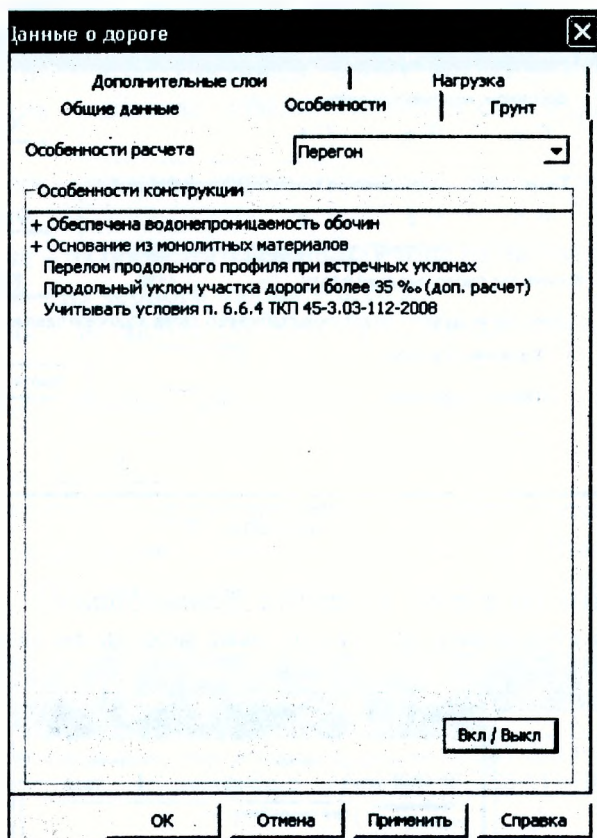 Данные о дороге
Дополнительные слои Нагрузка
Общие данные Особенности Грунт
Особенности расчета Перегон
Особенности конструкции
+ Обеспечена водонепроницаемость обочин
+ Основание из монолитных материалов
Перелом продольного профиля при встречных уклонах
Продольный уклон участка дороги более 35 ‰ (доп. расчет)
Учитывать условия п. 6.6.4 ТКП 45-3.03-112-2008
Вкл / Выкл
ОК Отмена Применить Справка